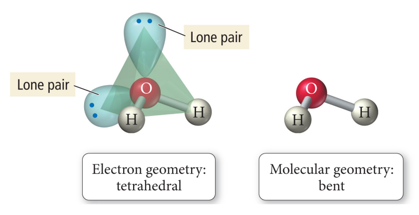 Lone pair
Lone pair
O
H
H
O
H
H
Electron geometry:
tetrahedral
Molecular geometry:
bent